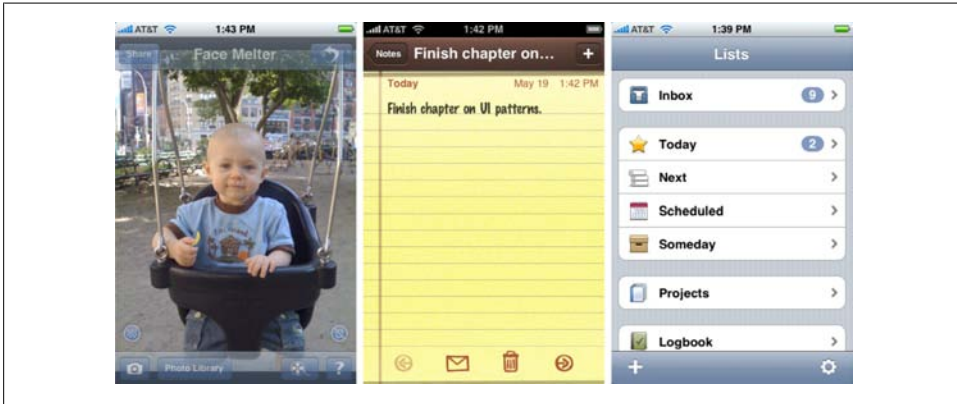 AT&T 1:43 PM
Share Face Melter
Photo Library ?
AT&T 1:42 PM
Notes Finish chapter on... +
Today May 19 1:42 PM
Finish chapter on UI patterns.
AT&T 1:39 PM
Lists
Inbox 9
Today 2
Next
Scheduled
Someday
Projects
Logbook
+